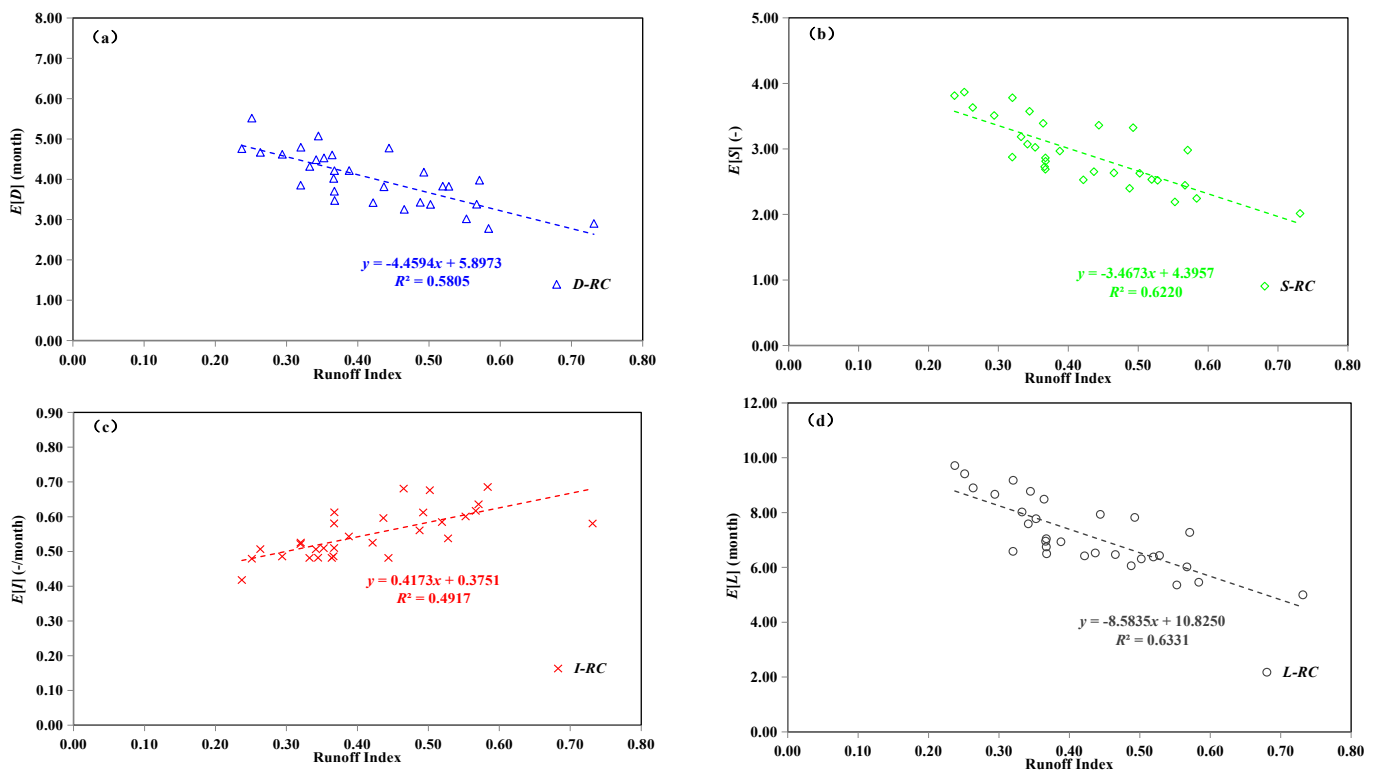 (a)
8.00
7.00
6.00
5.00
4.00
3.00
2.00
1.00
0.00
E[D] (month)
y = -4.4594x + 5.8973
R² = 0.5805
D-RC
0.00 0.10 0.20 0.30 0.40 0.50 0.60 0.70 0.80
Runoff Index
(b)
5.00
4.00
3.00
2.00
1.00
0.00
E[S] (-)
y = -3.4673x + 4.3957
R² = 0.6220
S-RC
0.00 0.10 0.20 0.30 0.40 0.50 0.60 0.70 0.80
Runoff Index
(c)
0.90
0.80
0.70
0.60
0.50
0.40
0.30
0.20
0.10
0.00
E[I] (-/month)
y = 0.4173x + 0.3751
R² = 0.4917
I-RC
0.00 0.10 0.20 0.30 0.40 0.50 0.60 0.70 0.80
Runoff Index
(d)
12.00
10.00
8.00
6.00
4.00
2.00
0.00
E[L] (month)
y = -8.5835x + 10.8250
R² = 0.6331
L-RC
0.00 0.10 0.20 0.30 0.40 0.50 0.60 0.70 0.80
Runoff Index